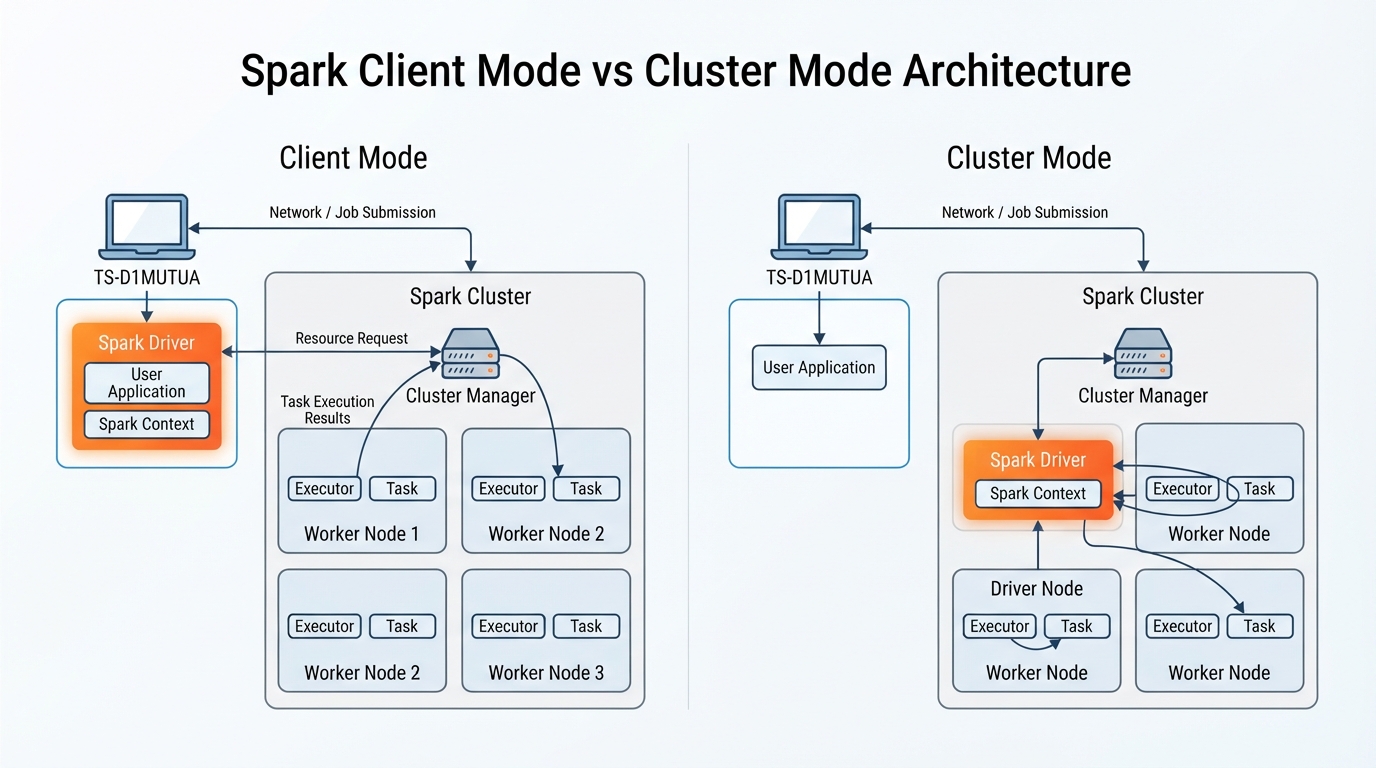 Spark Client Mode vs Cluster Mode Architecture
Client Mode
Network / Job Submission
TS-D1MUTUA
Spark Driver
User
Application
Spark Context
Spark Cluster
Resource Request
Cluster Manager
Task Execution
Results
Executor
Task
Worker Node 1
Executor
Task
Worker Node 2
Executor
Task
Worker Node 2
Executor
Task
Worker Node 3
Cluster Mode
Network / Job Submission
TS-D1MUTUA
User Application
Spark Cluster
Cluster Manager
Spark Driver
Spark Context
Executor
Task
Worker Node
Driver Node
Executor
Task
Worker Node
Executor
Task
Worker Node